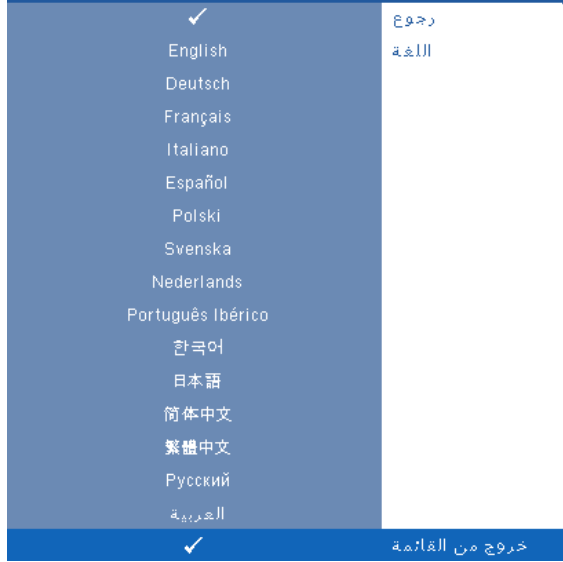 ✓ رجوع
اللغة English
Deutsch
Français
Italiano
Español
Polski
Svenska
Nederlands
Português Ibérico
한국어
日本語
简体中文
繁體中文
Русский
العربية
✓ خروج من القائمة